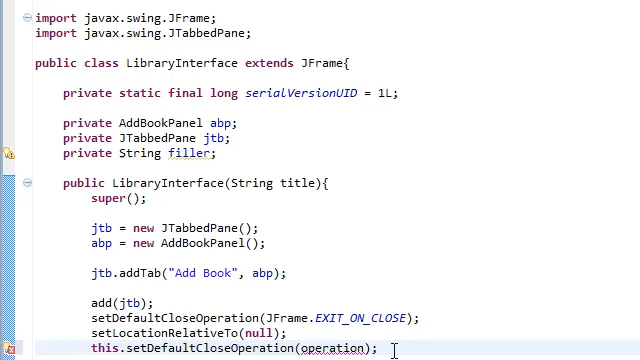 import javax.swing.JFrame;
import javax.swing.JTabbedPane;
public class LibraryInterface extends JFrame{
private static final long serialVersionUID = 1L;
private AddBookPanel abp;
private JTabbedPane jtb;
private String filler;
public LibraryInterface(String title){
super();
jtb = new JTabbedPane();
abp = new AddBookPanel();
jtb.addTab("Add Book", abp);
add(jtb);
setDefaultCloseOperation(JFrame.EXIT_ON_CLOSE);
setLocationRelativeTo(null);
this.setDefaultCloseOperation(operation);